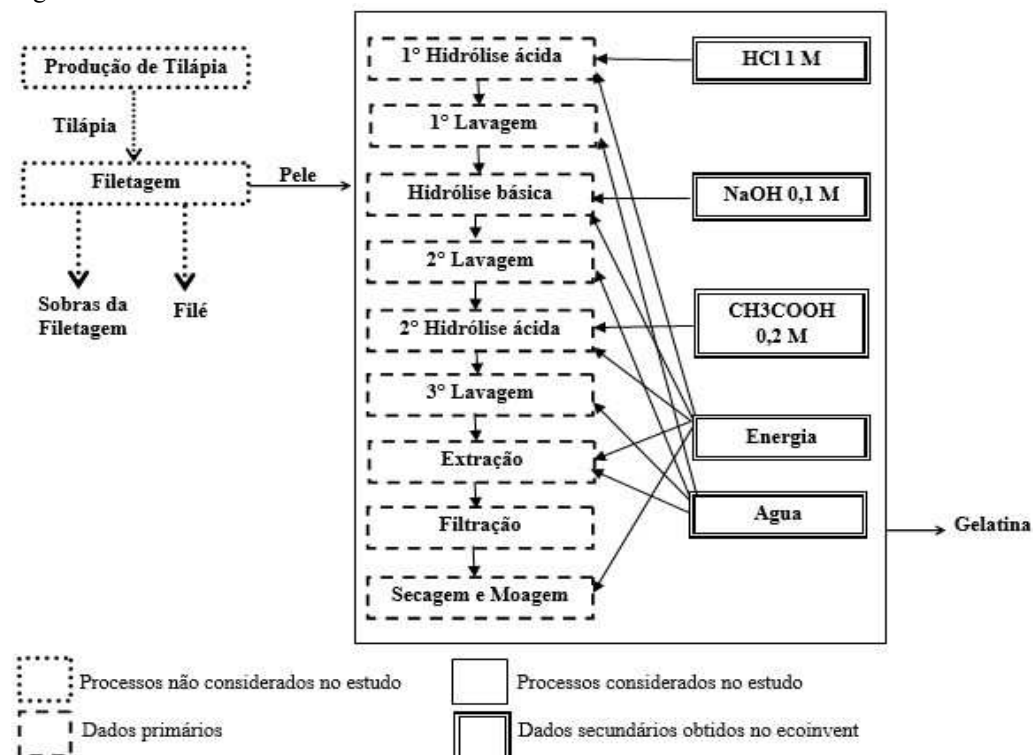 Produção de Tilápia
Tilápia
Filetagem
Pele
Sobras da
Filetagem
Filé
1° Hidrólise ácida
1° Lavagem
Hidrólise básica
2° Lavagem
2° Hidrólise ácida
3° Lavagem
Extração
Filtração
Secagem e Moagem
HCl 1 M
NaOH 0,1 M
CH3COOH
0,2 M
Energia
Agua
Gelatina
Processos não considerados no estudo
Processos considerados no estudo
Dados primários
Dados secundários obtidos no ecoinvent